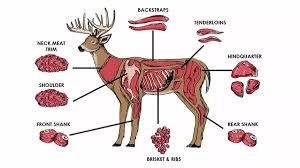 BACKSTRAPS
TENDERLOINS
NECK MEAT
TRIM
HINDQUARTER
SHOULDER
FRONT SHANK
REAR SHANK
BRISKET & RIBS